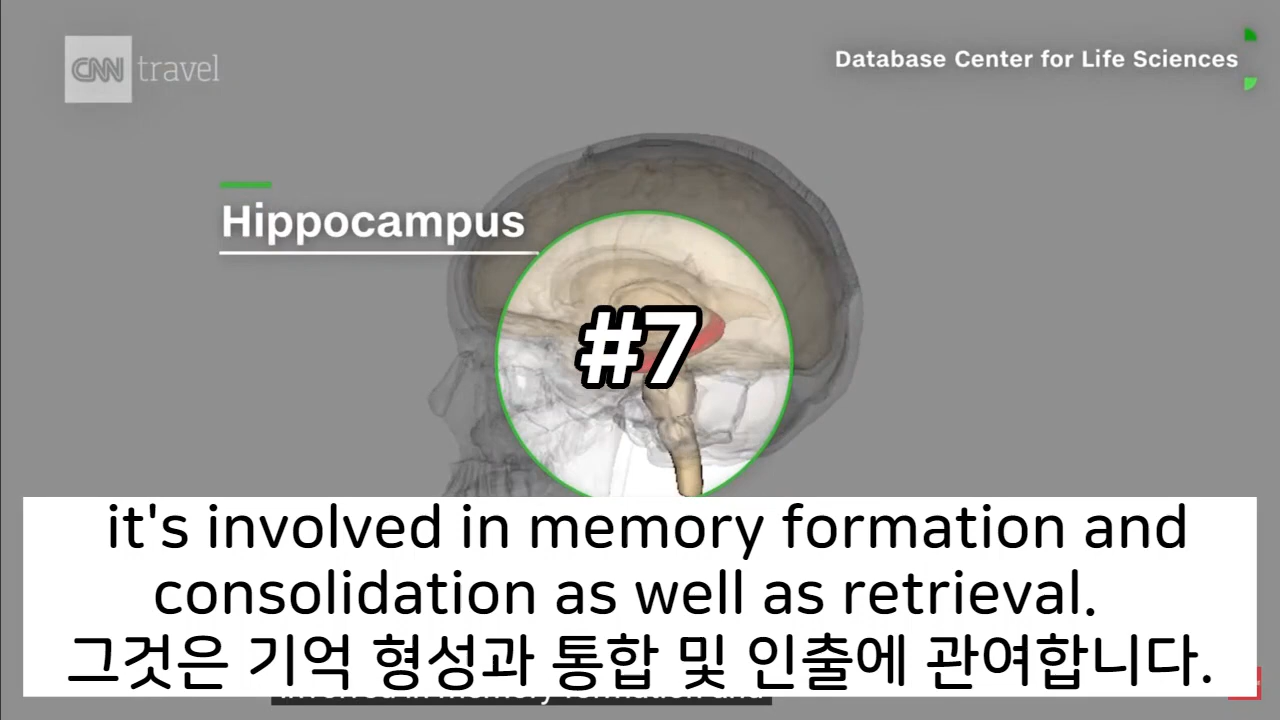 CNN travel
Database Center for Life Sciences
Hippocampus
#7
it's involved in memory formation and
consolidation as well as retrieval.
그것은 기억 형성과 통합 및 인출에 관여합니다.